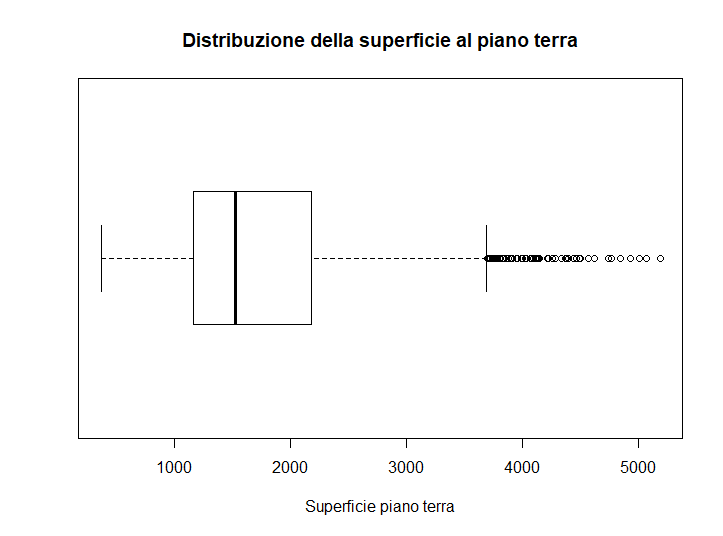 Distribuzione della superficie al piano terra
1000 2000 3000 4000 5000
Superficie piano terra